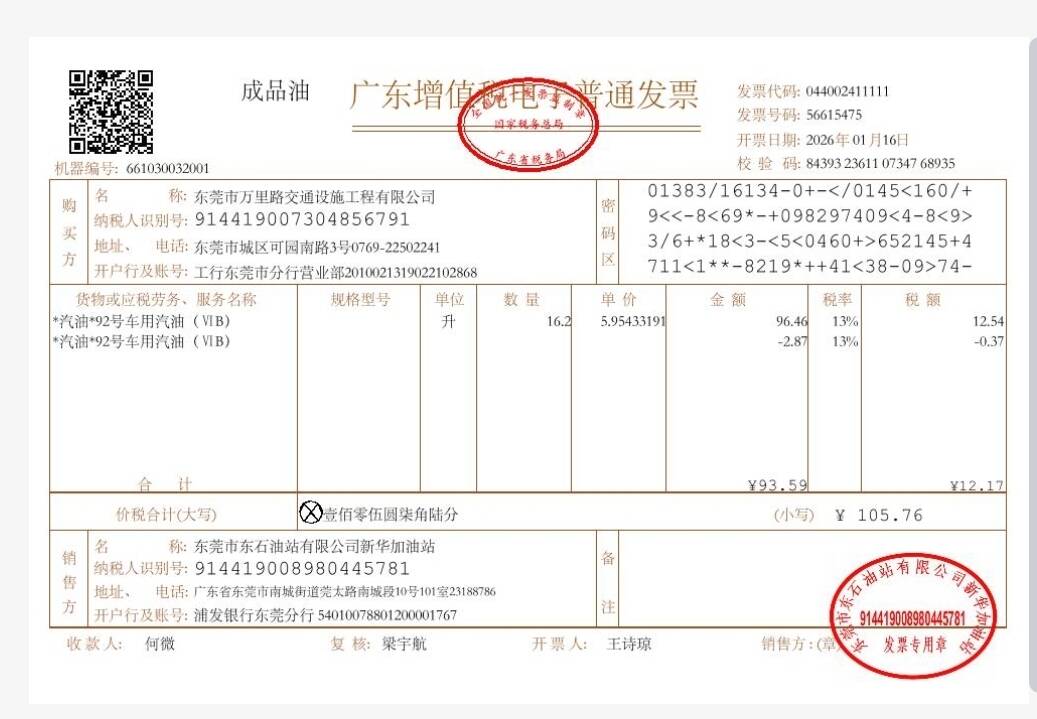 成品油
广东增值税电子普通发票
全国统一发票监制章
国家税务总局
广东省税务局
发票代码: 044002411111
发票号码: 56615475
开票日期: 2026年01月16日
校 验 码: 84393 23611 07347 68935
机器编号: 661030032001
购买方
名 称: 东莞市万里路交通设施工程有限公司
纳税人识别号: 914419007304856791
地址、 电话: 东莞市城区可园南路3号0769-22502241
开户行及账号: 工行东莞市分行营业部2010021319022102868
密码区
01383/16134-0+-</0145<160/+
9<<-8<69*-+098297409<4-8<9>
3/6+*18<3-<5<0460+>652145+4
711<1**-8219*++41<38-09>74-
货物或应税劳务、服务名称 规格型号 单位 数 量 单 价 金 额 税率 税 额
*汽油*92号车用汽油（ⅥB） 升 16.2 5.95433191 96.46 13% 12.54
*汽油*92号车用汽油（ⅥB） -2.87 13% -0.37
合 计 ¥93.59 ¥12.17
价税合计(大写) 壹佰零伍圆柒角陆分 (小写) ¥ 105.76
销售方
名 称: 东莞市东石油站有限公司新华加油站
纳税人识别号: 914419008980445781
地址、 电话: 广东省东莞市南城街道莞太路南城段10号101室23188786
开户行及账号: 浦发银行东莞分行 54010078801200001767
备注
收 款 人: 何微 复 核: 梁宇航 开 票 人: 王诗琼 销售方:(章)
东莞市东石油站有限公司新华加油站
914419008980445781
发票专用章